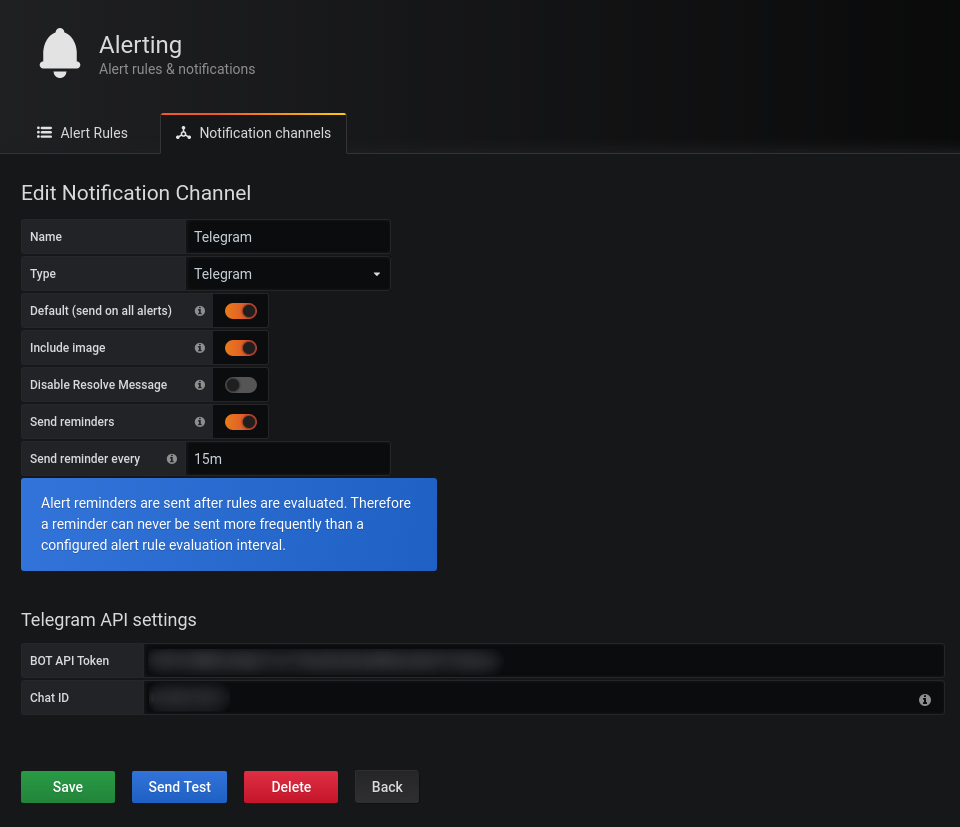 Alerting
Alert rules & notifications
Alert Rules
Notification channels
Edit Notification Channel
Name
Telegram
Type
Telegram
Default (send on all alerts)
Include image
Disable Resolve Message
Send reminders
Send reminder every
15m
Alert reminders are sent after rules are evaluated. Therefore
a reminder can never be sent more frequently than a
configured alert rule evaluation interval.
Telegram API settings
BOT API Token
Chat ID
Save
Send Test
Delete
Back